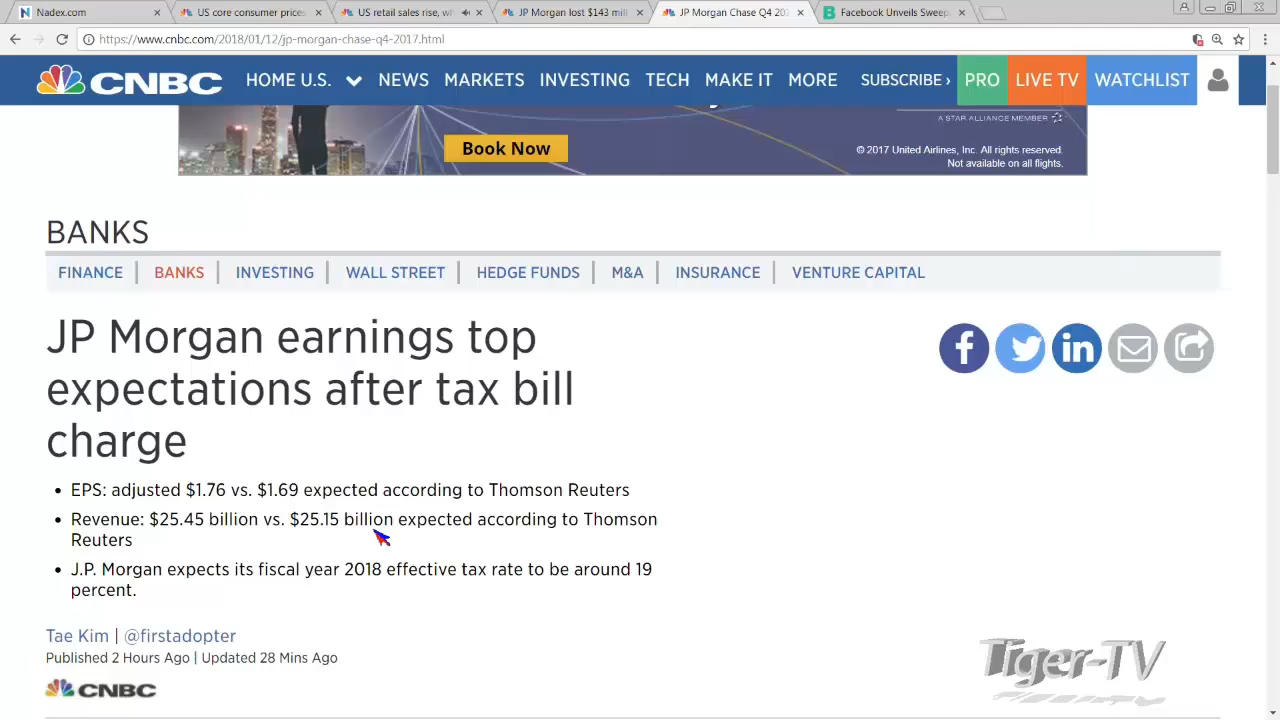 Nadex.com
US core consumer prices
US retail sales rise, wh
JP Morgan lost $143 mill
JP Morgan Chase Q4 20
Facebook Unveils Sweep
https://www.cnbc.com/2018/01/12/jp-morgan-chase-q4-2017.html
CNBC HOME U.S. NEWS MARKETS INVESTING TECH MAKE IT MORE SUBSCRIBE › PRO LIVE TV WATCHLIST
A STAR ALLIANCE MEMBER
Book Now
© 2017 United Airlines, Inc. All rights reserved.
Not available on all flights.
BANKS
FINANCE | BANKS | INVESTING | WALL STREET | HEDGE FUNDS | M&A | INSURANCE | VENTURE CAPITAL
JP Morgan earnings top
expectations after tax bill
charge
• EPS: adjusted $1.76 vs. $1.69 expected according to Thomson Reuters
• Revenue: $25.45 billion vs. $25.15 billion expected according to Thomson
Reuters
• J.P. Morgan expects its fiscal year 2018 effective tax rate to be around 19
percent.
Tae Kim | @firstadopter
Published 2 Hours Ago | Updated 28 Mins Ago
CNBC
Tiger-TV